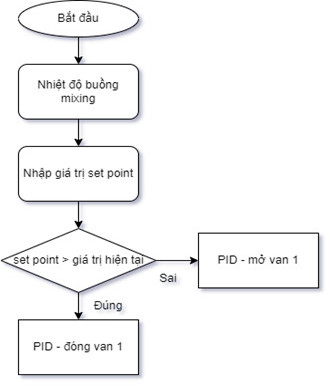 Bắt đầu
Nhiệt độ buồng
mixing
Nhập giá trị set point
set point > giá trị hiện tại
Sai
PID - mở van 1
Đúng
PID - đóng van 1